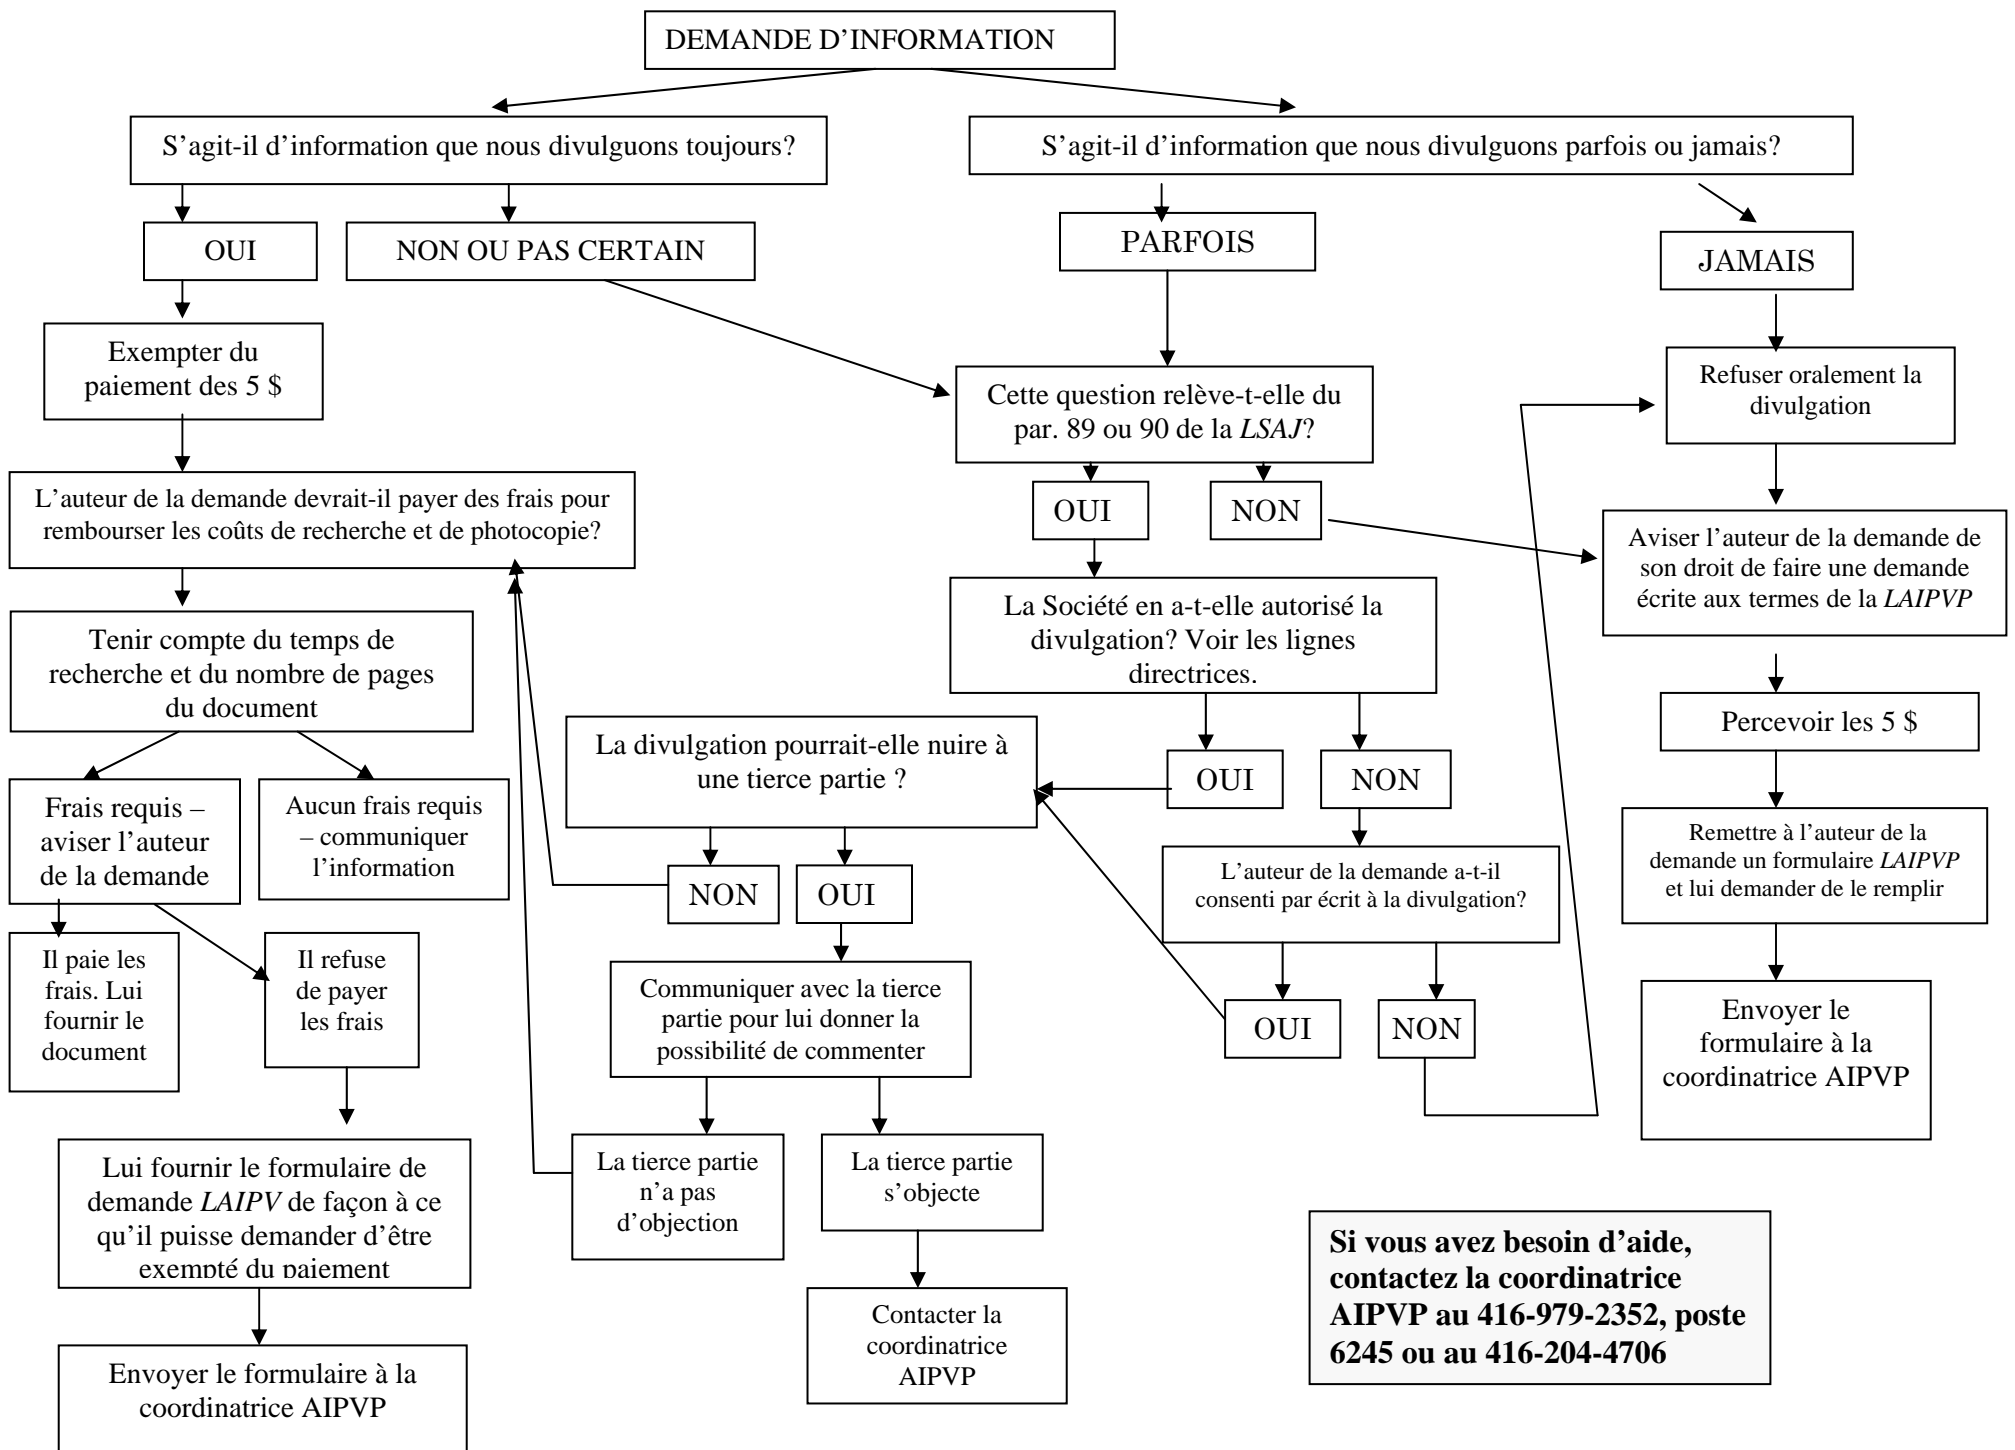 DEMANDE D’INFORMATION
S’agit-il d’information que nous divulguons toujours?
S’agit-il d’information que nous divulguons parfois ou jamais?
OUI
NON OU PAS CERTAIN
PARFOIS
JAMAIS
Exempter du
paiement des 5 $
Cette question relève-t-elle du
par. 89 ou 90 de la LSAJ?
Refuser oralement la
divulgation
L’auteur de la demande devrait-il payer des frais pour
rembourser les coûts de recherche et de photocopie?
OUI
NON
Aviser l’auteur de la demande de
son droit de faire une demande
écrite aux termes de la LAIPVP
La Société en a-t-elle autorisé la
divulgation? Voir les lignes
directrices.
Tenir compte du temps de
recherche et du nombre de pages
du document
Percevoir les 5 $
La divulgation pourrait-elle nuire à
une tierce partie ?
OUI
NON
Frais requis –
aviser l’auteur
de la demande
Aucun frais requis
– communiquer
l’information
Remettre à l’auteur de la
demande un formulaire LAIPVP
et lui demander de le remplir
NON
OUI
L’auteur de la demande a-t-il
consenti par écrit à la divulgation?
Il paie les
frais. Lui
fournir le
document
Il refuse
de payer
les frais
Communiquer avec la tierce
partie pour lui donner la
possibilité de commenter
OUI
NON
Envoyer le
formulaire à la
coordinatrice AIPVP
Lui fournir le formulaire de
demande LAIPV de façon à ce
qu’il puisse demander d’être
exempté du paiement
La tierce partie
n’a pas
d’objection
La tierce partie
s’objecte
Si vous avez besoin d’aide,
contactez la coordinatrice
AIPVP au 416-979-2352, poste
6245 ou au 416-204-4706
Contacter la
coordinatrice
AIPVP
Envoyer le formulaire à la
coordinatrice AIPVP